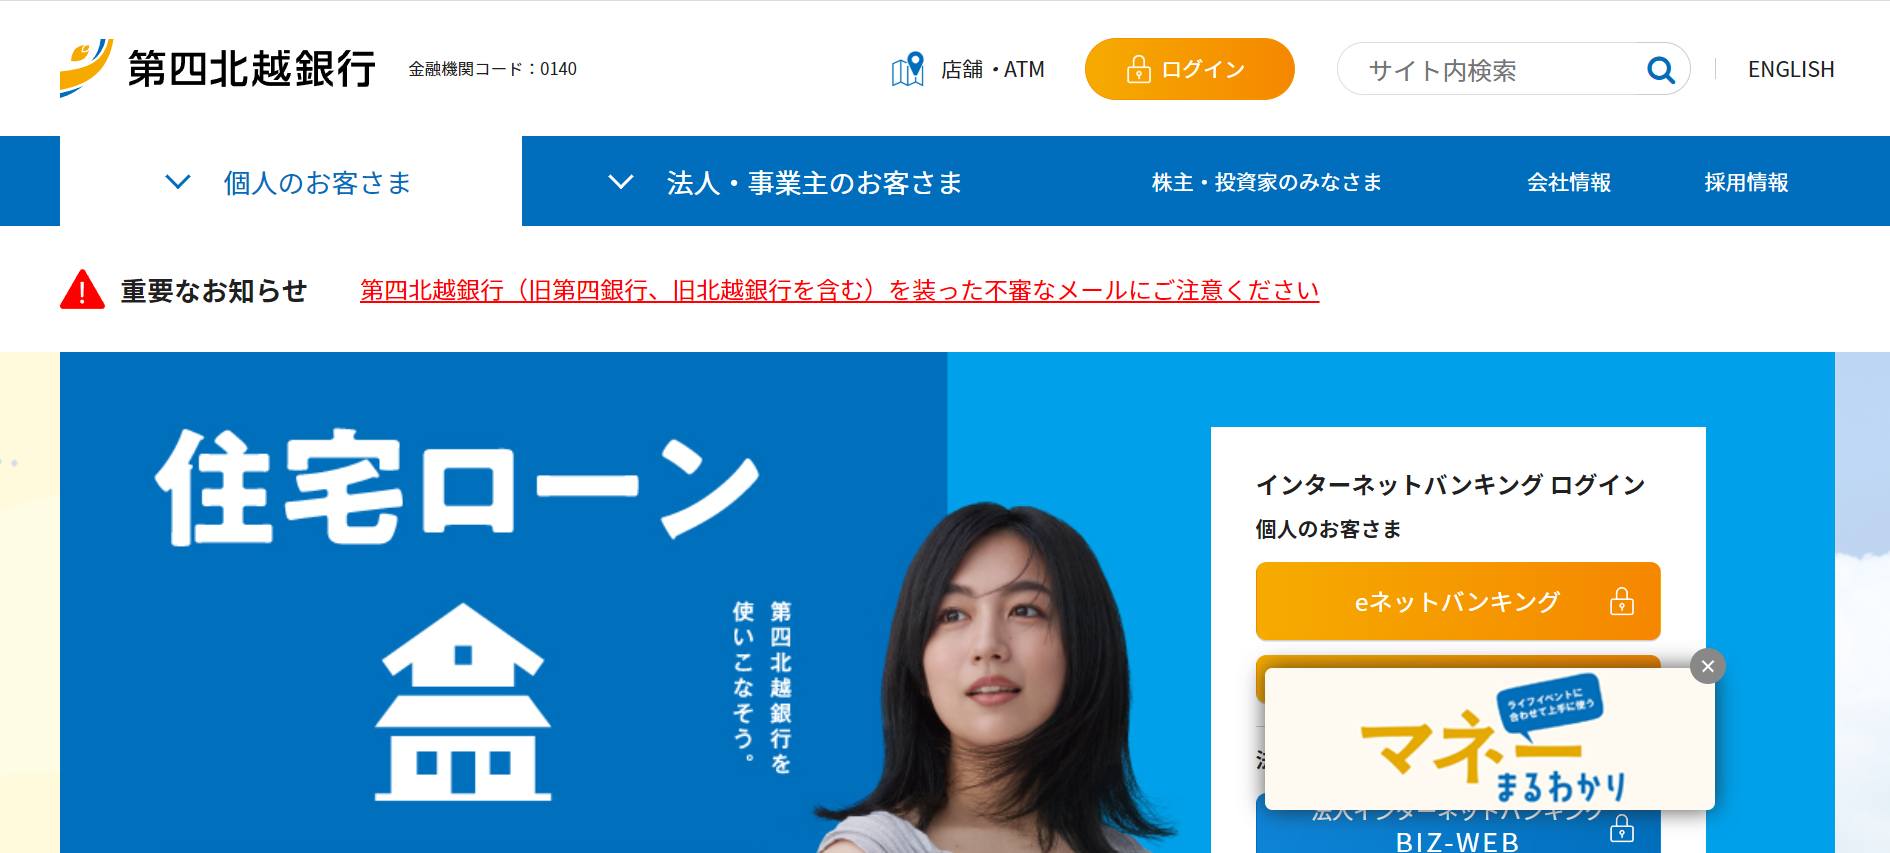 第四北越銀行
金融機関コード：0140
店舗・ATM
ログイン
サイト内検索
ENGLISH
個人のお客さま
法人・事業主のお客さま
株主・投資家のみなさま
会社情報
採用情報
重要なお知らせ
第四北越銀行（旧第四銀行、旧北越銀行を含む）を装った不審なメールにご注意ください
住宅ローン
第四北越銀行を
使いこなそう。
インターネットバンキング ログイン
個人のお客さま
eネットバンキング
ライフイベントに
合わせて上手に使う
マネー
まるわかり
法人インターネットバンキング
BIZ-WEB